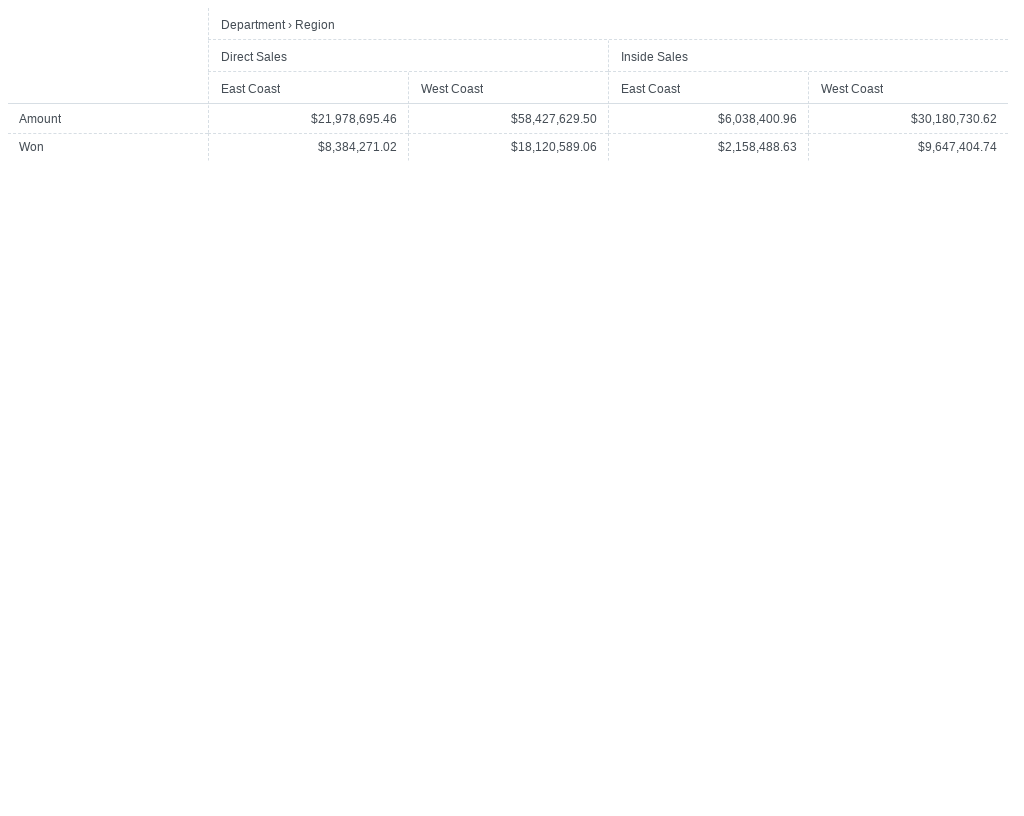 Department › Region
Direct Sales Inside Sales
East Coast West Coast East Coast West Coast
Amount $21,978,695.46 $58,427,629.50 $6,038,400.96 $30,180,730.62
Won $8,384,271.02 $18,120,589.06 $2,158,488.63 $9,647,404.74